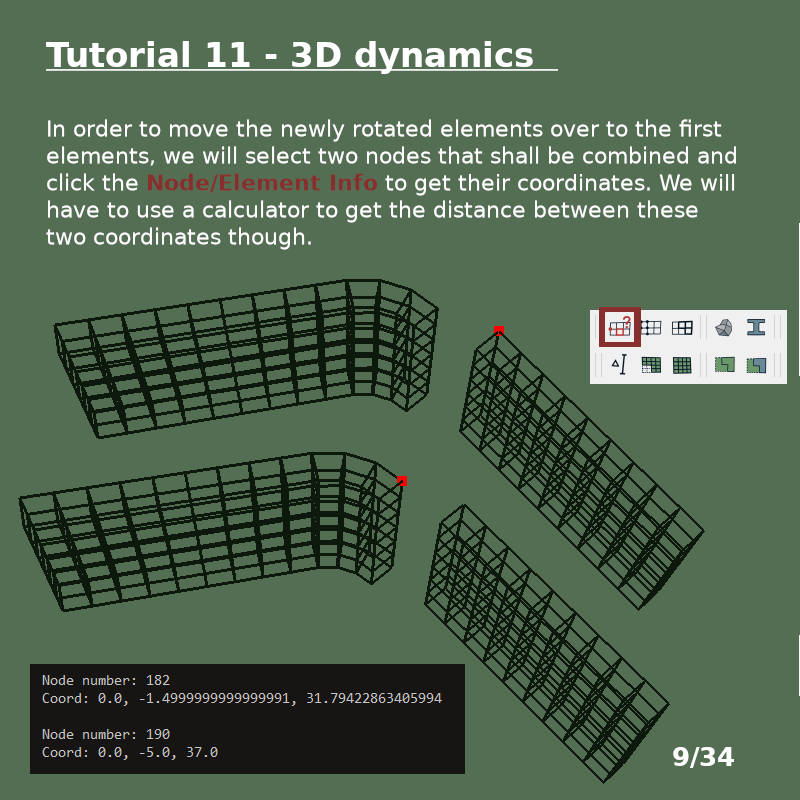 Tutorial 11 - 3D dynamics
In order to move the newly rotated elements over to the first
elements, we will select two nodes that shall be combined and
click the Node/Element Info to get their coordinates. We will
have to use a calculator to get the distance between these
two coordinates though.
Node number: 182
Coord: 0.0, -1.4999999999999991, 31.79422863405994
Node number: 190
Coord: 0.0, -5.0, 37.0
9/34